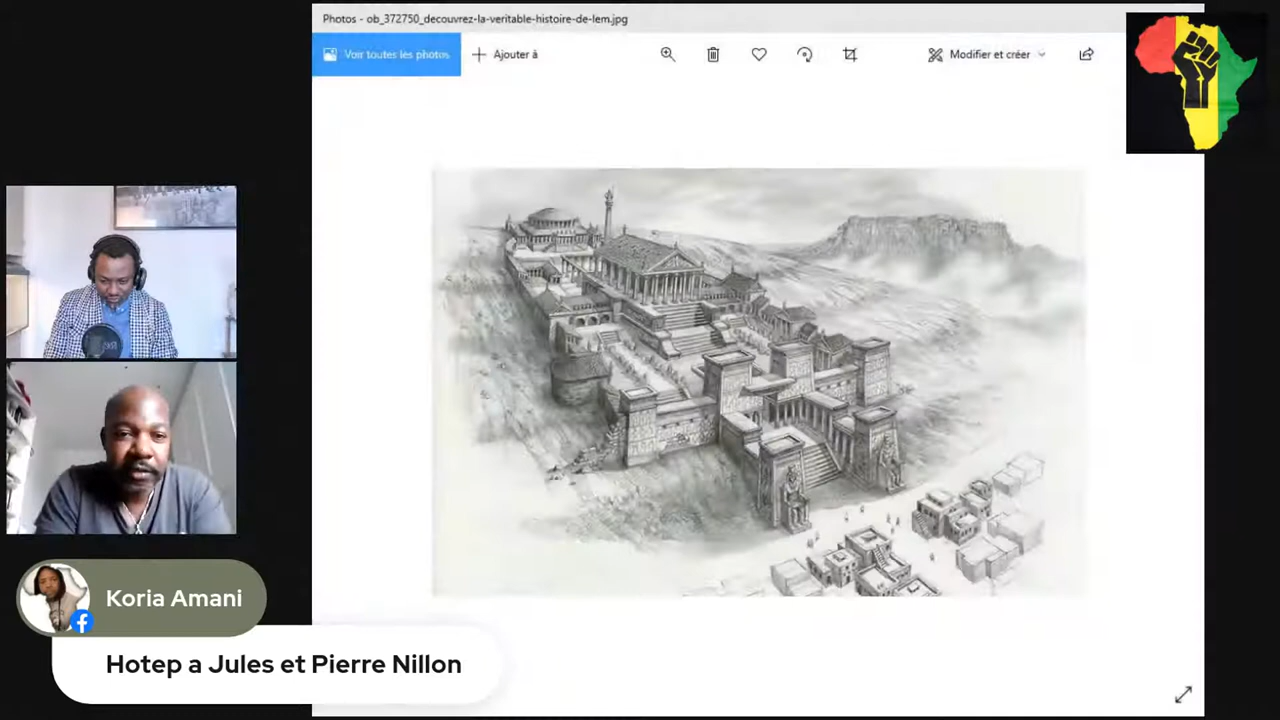 Photos - ob_372750_decouvrez-la-veritable-histoire-de-lem.jpg
Voir toutes les photos
Ajouter à
Modifier et créer
Koria Amani
Hotep a Jules et Pierre Nillon